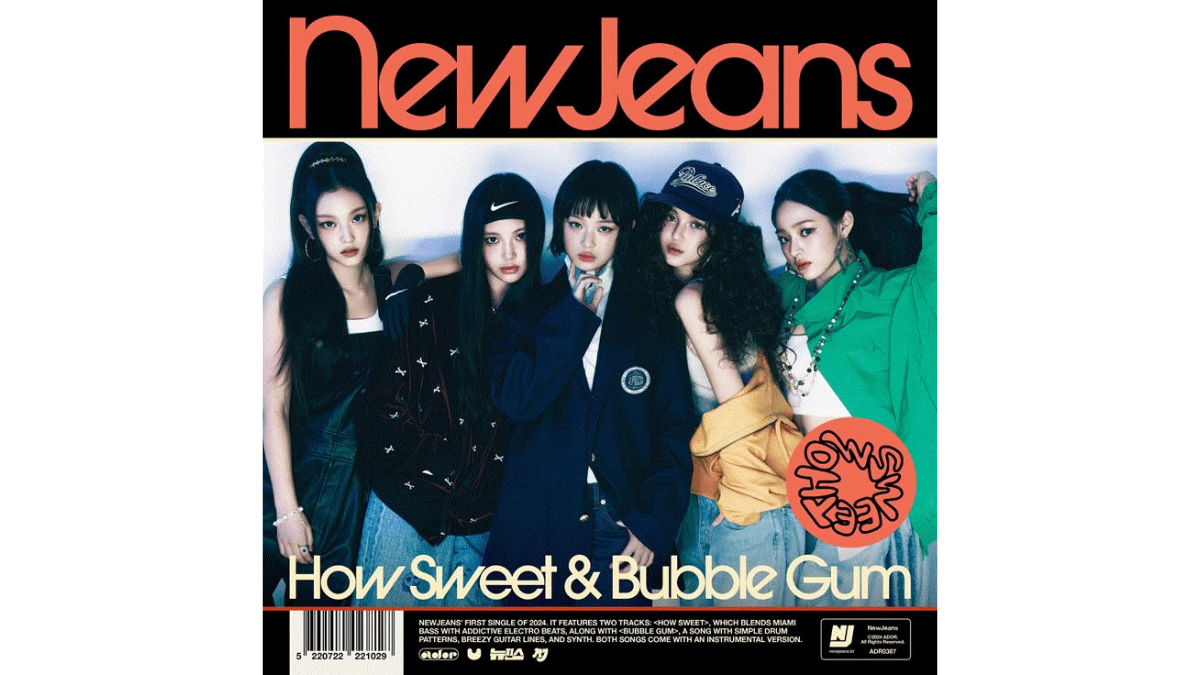 NewJeans
How Sweet & Bubble Gum
HOW SWEET
NEWJEANS' FIRST SINGLE OF 2024. IT FEATURES TWO TRACKS: <HOW SWEET>, WHICH BLENDS MIAMI
BASS WITH ADDICTIVE ELECTRO BEATS, ALONG WITH <BUBBLE GUM>, A SONG WITH SIMPLE DRUM
PATTERNS, BREEZY GUITAR LINES, AND SYNTH. BOTH SONGS COME WITH AN INSTRUMENTAL VERSION.
5 220722 221029
ador 뉴진스 NJ
NJ
newjeans.kr
NewJeans
©2024 ADOR.
All Rights Reserved.
ADR0387